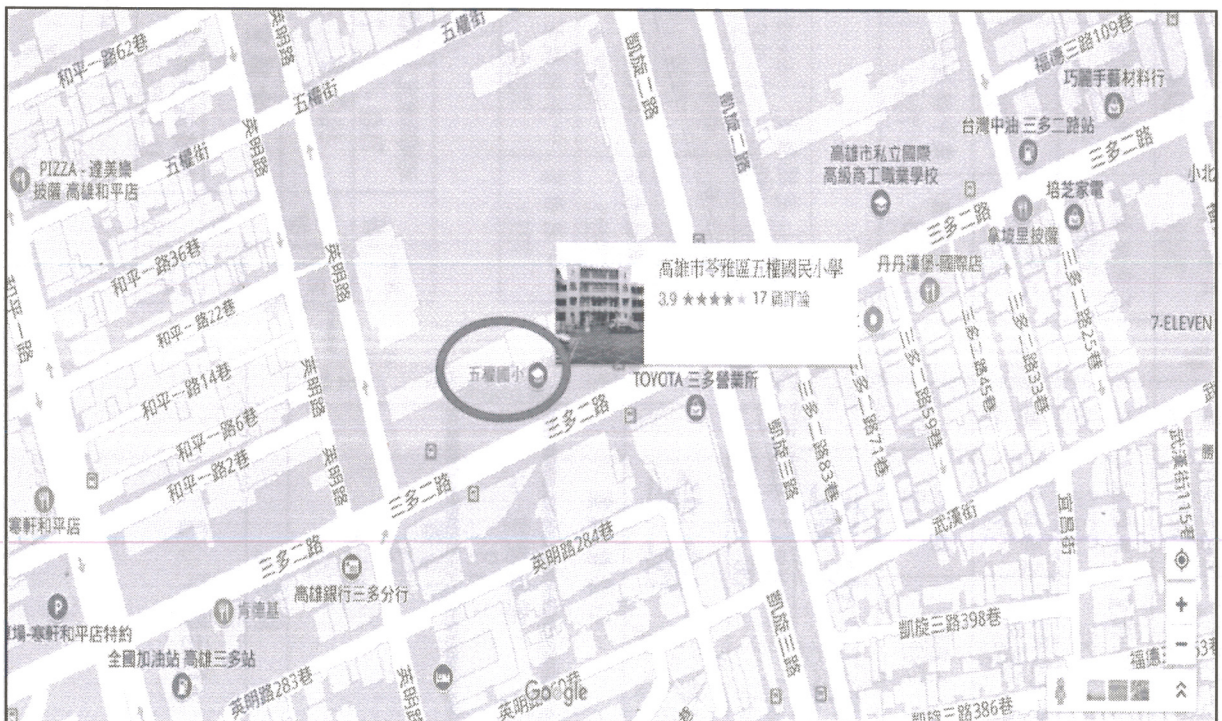 和平一路62巷
英明路
五權街
凱旋二路
福德三路109巷
巧麗手藝材料行
台灣中油 三多二路站
三多二路
五權街
英明路
凱旋二路
高雄市私立國際
高級商工職業學校
PIZZA - 達美樂
披薩 高雄和平店
五權街
小北
培芝家電
三多二路
拿坡里披薩
和平一路36巷
英明路
高雄市苓雅區五權國民小學
3.9 ★★★★★ 17 則評論
丹丹漢堡-國際店
三多二路25巷
和平一路
和平一路22巷
7-ELEVEN
三多二路33巷
三多二路45巷
三多二路59巷
五權國小
TOYOTA 三多營業所
和平一路14巷
英明路
三多二路71巷
三多二路83巷
和平一路6巷
三多二路
凱旋三路
武
武漢街115巷
和平一路2巷
英明路
三多二路
寒軒和平店
武漢街
宜昌街
三多二路
英明路284巷
高雄銀行三多分行
肯德基
P
場-寒軒和平店特約
凱旋三路
凱旋三路398巷
全國加油站 高雄三多站
福德
53巷
英明路283巷
英明路
英明路
Google
凱旋三路386巷